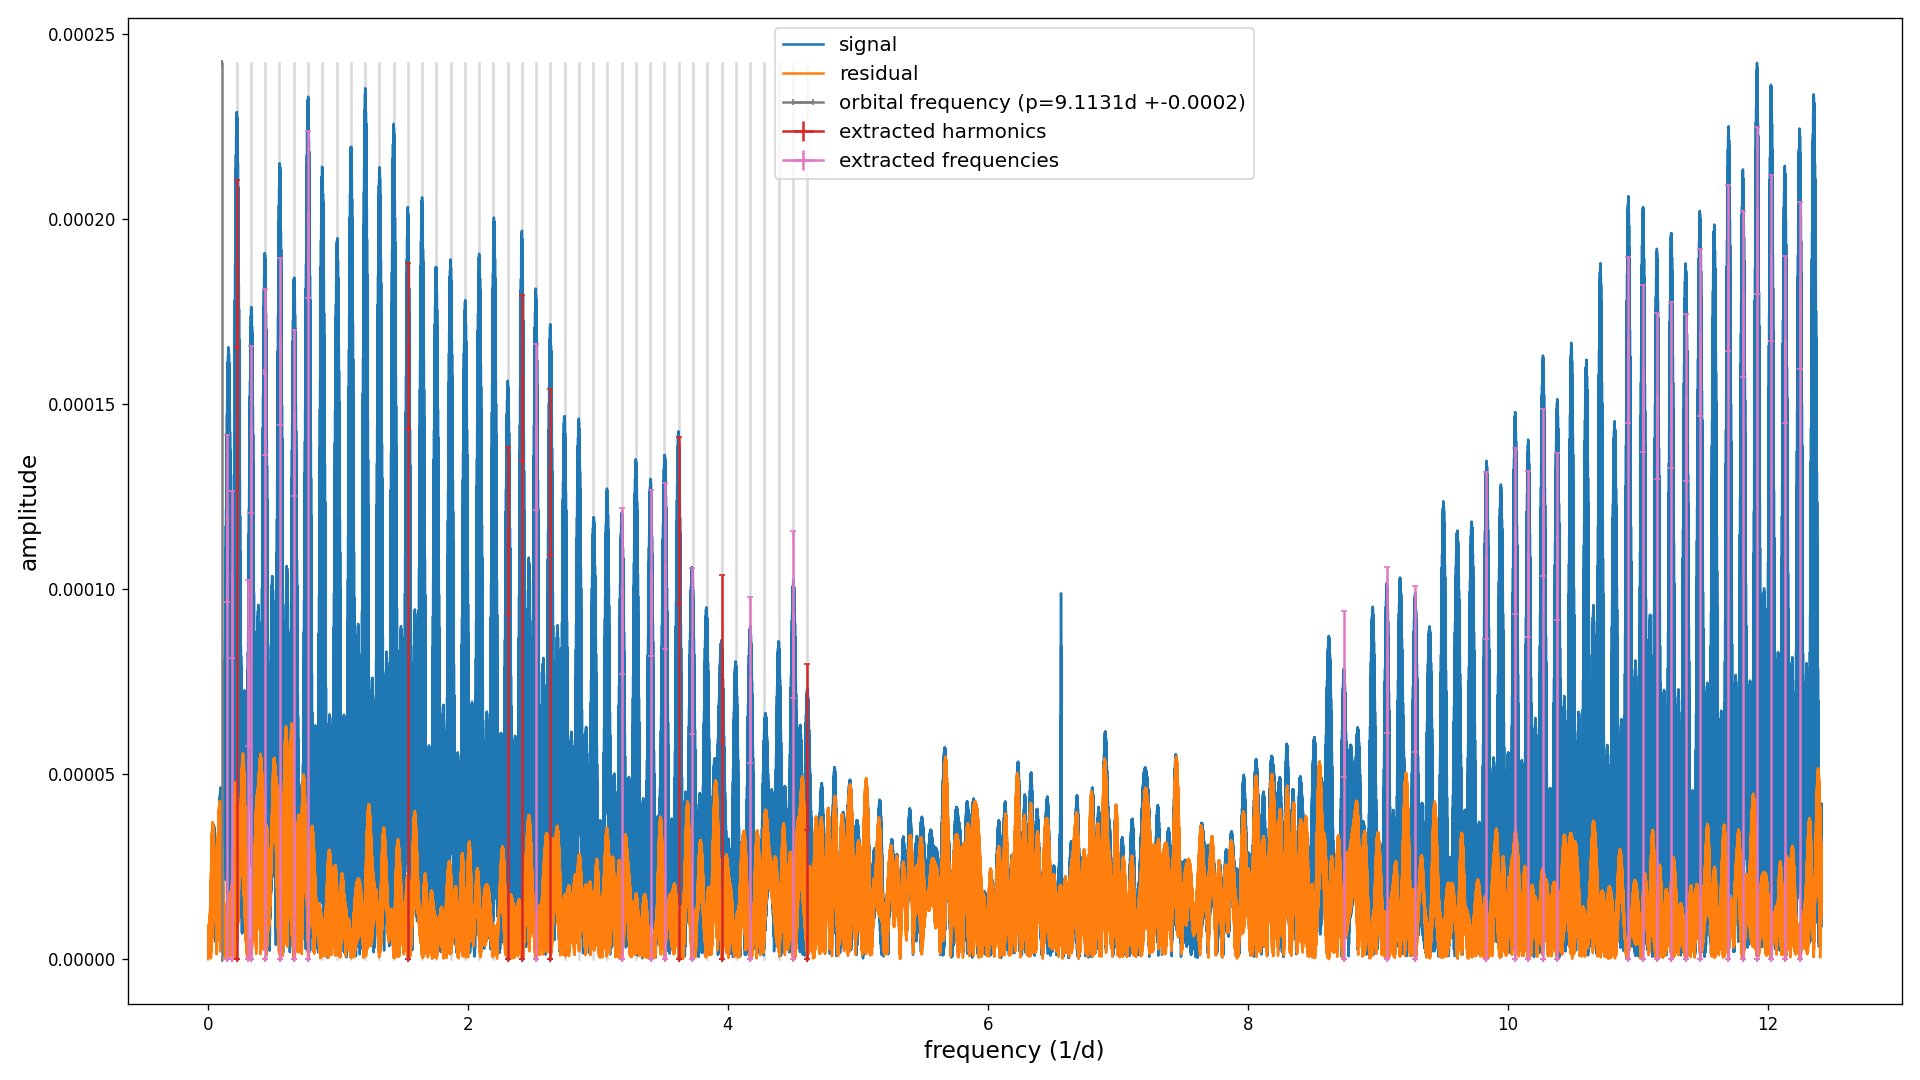 0.00025
0.00020
0.00015
0.00010
0.00005
0.00000
amplitude
signal
residual
orbital frequency (p=9.1131d +-0.0002)
extracted harmonics
extracted frequencies
0 2 4 6 8 10 12
frequency (1/d)